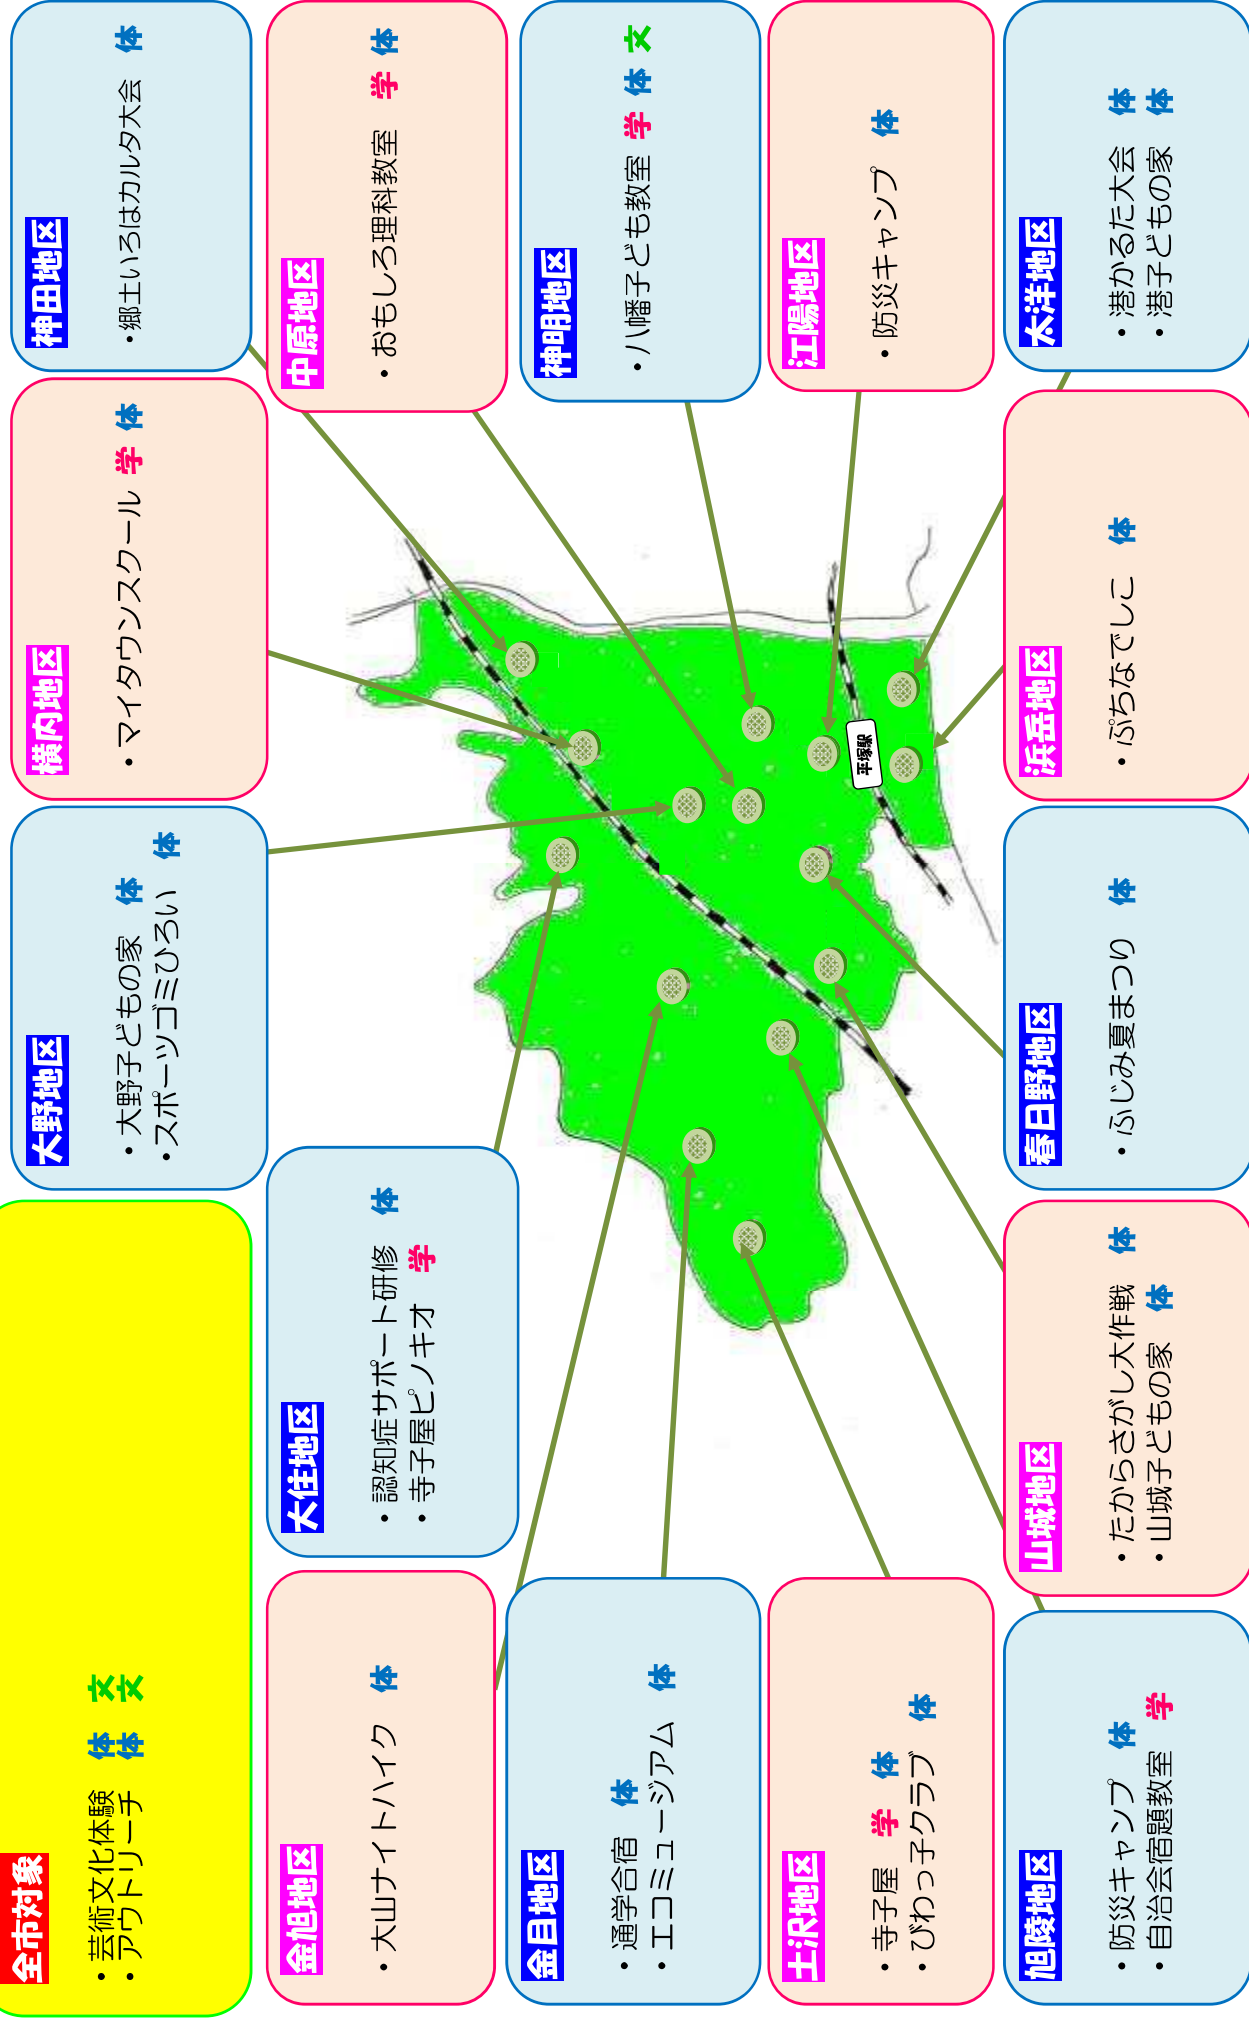 全市対象
・芸術文化体験 体 文
・アウトリーチ 体 文
大野地区
・大野子どもの家 体
・スポーツゴミひろい 体
横内地区
・マイタウンスクール 学 体
神田地区
・郷土いろはカルタ大会 体
金旭地区
・大山ナイトハイク 体
大住地区
・認知症サポート研修 体
・寺子屋ピノキオ 学
中原地区
・おもしろ理科教室 学 体
金目地区
・通学合宿 体
・エコミュージアム 体
神明地区
・八幡子ども教室 学 体 文
土沢地区
・寺子屋 学 体
・びわっ子クラブ 体
江陽地区
・防災キャンプ 体
平塚駅
旭陵地区
・防災キャンプ 体
・自治会宿題教室 学
山城地区
・たからさがし大作戦 体
・山城子どもの家 体
春日野地区
・ふじみ夏まつり 体
浜岳地区
・ぷちなでしこ 体
太洋地区
・港かるた大会 体
・港子どもの家 体